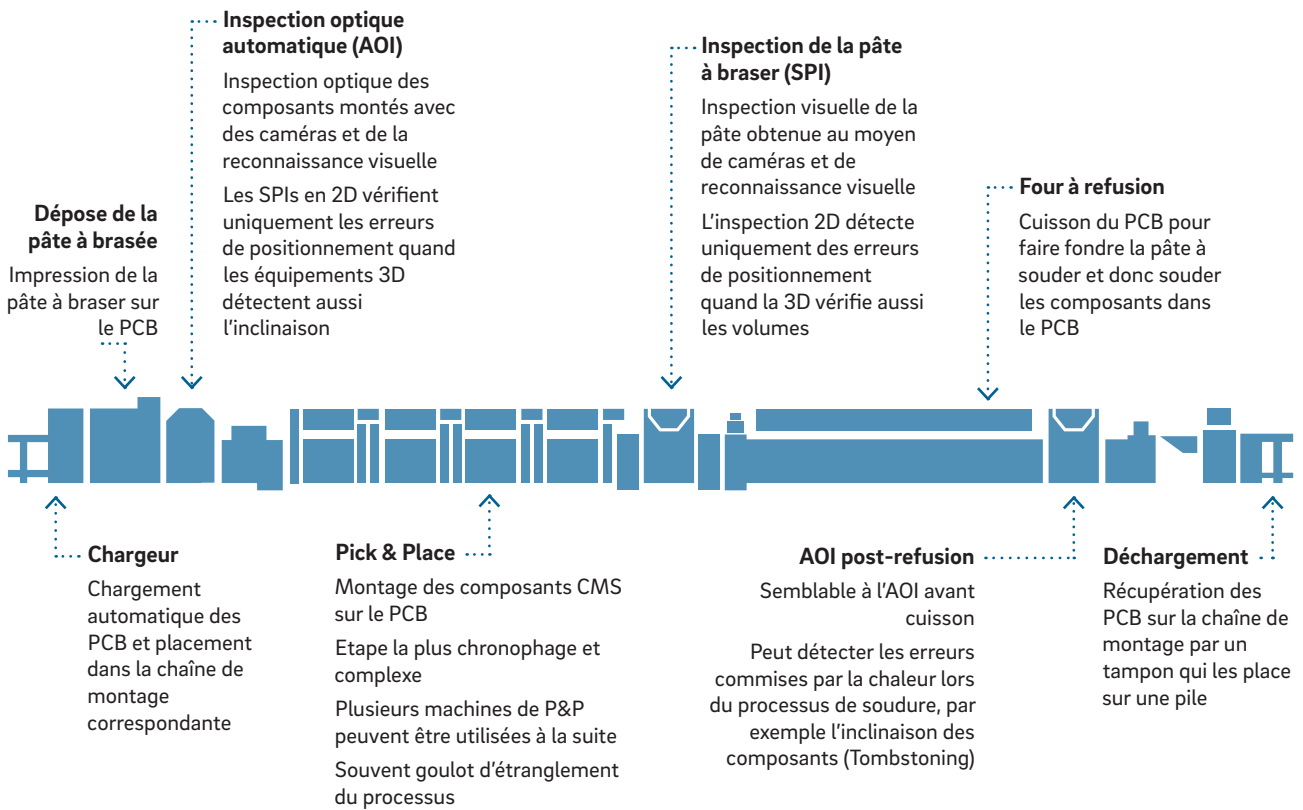 Inspection optique
automatique (AOI)
Inspection optique des
composants montés avec
des caméras et de la
reconnaissance visuelle
Les SPIs en 2D vérifient
uniquement les erreurs
de positionnement quand
les équipements 3D
détectent aussi
l'inclinaison
Inspection de la pâte
à braser (SPI)
Inspection visuelle de la
pâte obtenue au moyen
de caméras et de
reconnaissance visuelle
L'inspection 2D détecte
uniquement des erreurs
de positionnement
quand la 3D vérifie aussi
les volumes
Dépose de la
pâte à brasée
Impression de la
pâte à braser sur
le PCB
Four à refusion
Cuisson du PCB pour
faire fondre la pâte à
souder et donc souder
les composants dans
le PCB
Chargeur
Chargement
automatique des
PCB et placement
dans la chaîne de
montage
correspondante
Pick & Place
Montage des composants CMS
sur le PCB
Etape la plus chronophage et
complexe
Plusieurs machines de P&P
peuvent être utilisées à la suite
Souvent goulot d'étranglement
du processus
AOI post-refusion
Semblable à l'AOI avant
cuisson
Peut détecter les erreurs
commises par la chaleur lors
du processus de soudure, par
exemple l'inclinaison des
composants (Tombstoning)
Déchargement
Récupération des
PCB sur la chaîne de
montage par un
tampon qui les place
sur une pile